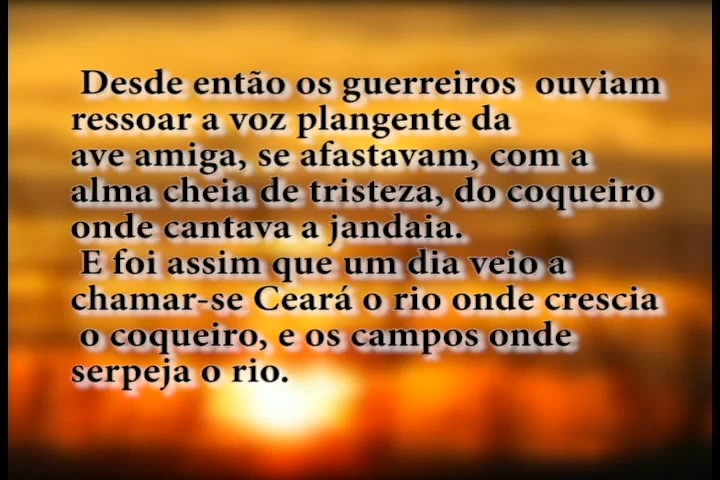 Desde então os guerreiros ouviam
ressoar a voz plangente da
ave amiga, se afastavam, com a
alma cheia de tristeza, do coqueiro
onde cantava a jandaia.
E foi assim que um dia veio a
chamar-se Ceará o rio onde crescia
o coqueiro, e os campos onde
serpeja o rio.